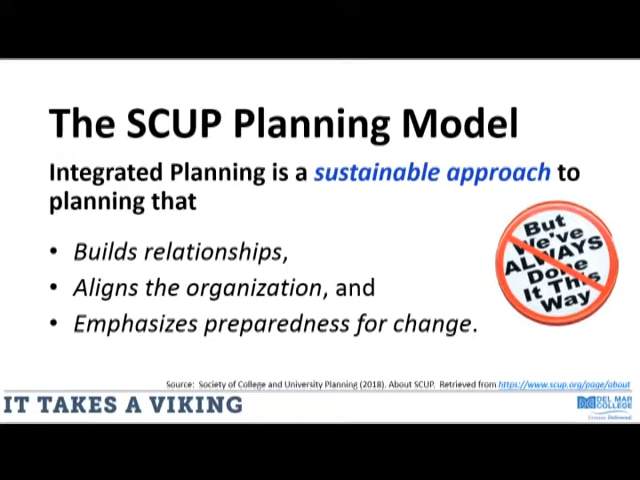 The SCUP Planning Model
Integrated Planning is a sustainable approach to
planning that
• Builds relationships,
• Aligns the organization, and
• Emphasizes preparedness for change.
But
We've
ALWAYS
Done
It This
Way
Source: Society of College and University Planning (2018). About SCUP. Retrieved from https://www.scup.org/page/about
IT TAKES A VIKING
DEL MAR
COLLEGE